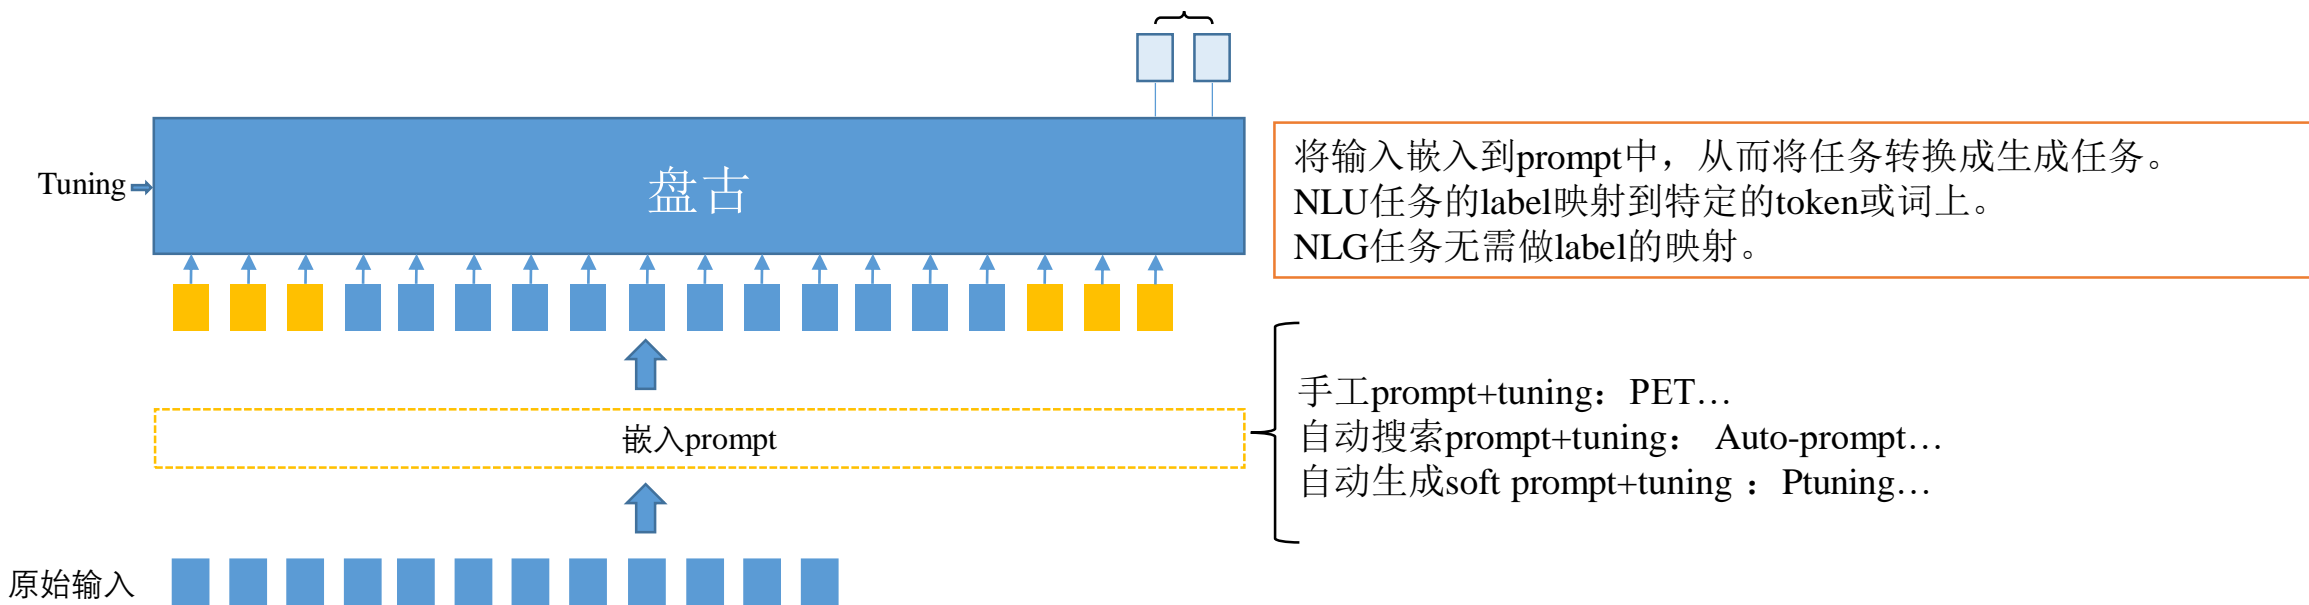 Tuning
盘古
将输入嵌入到prompt中，从而将任务转换成生成任务。
NLU任务的label映射到特定的token或词上。
NLG任务无需做label的映射。
嵌入prompt
手工prompt+tuning：PET…
自动搜索prompt+tuning： Auto-prompt…
自动生成soft prompt+tuning ：Ptuning…
原始输入